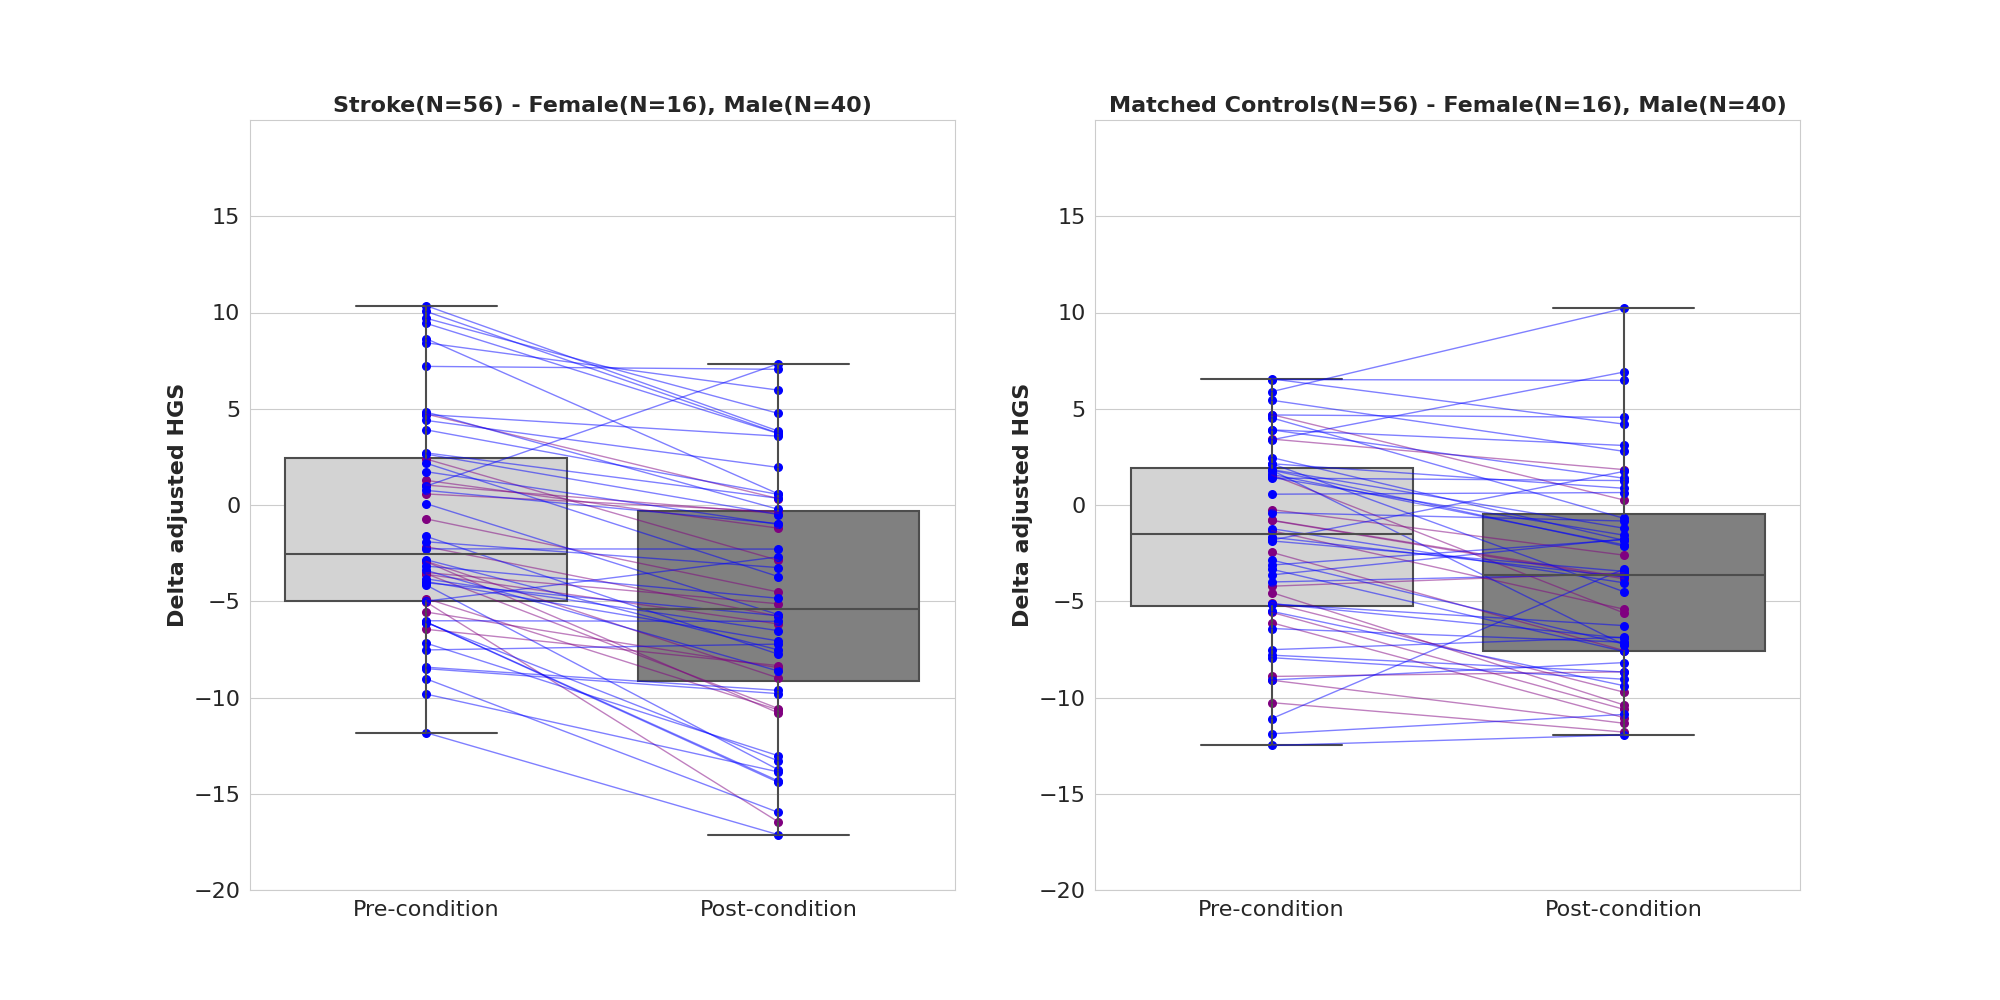 Stroke(N=56) - Female(N=16), Male(N=40)
Delta adjusted HGS
15
10
5
0
−5
−10
−15
−20
Pre-condition
Post-condition
Matched Controls(N=56) - Female(N=16), Male(N=40)
Delta adjusted HGS
15
10
5
0
−5
−10
−15
−20
Pre-condition
Post-condition